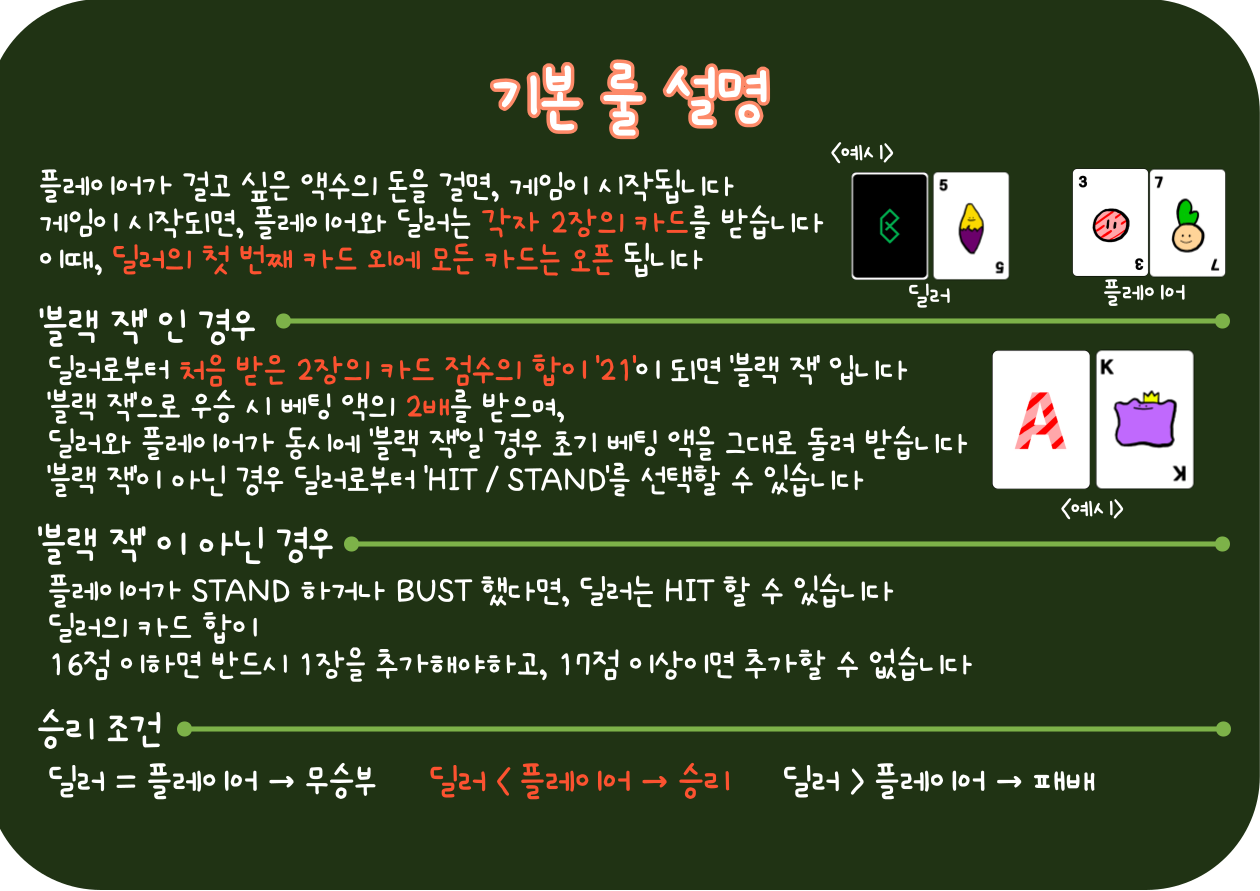 기본 룰 설명
<예시>
플레이어가 걸고 싶은 액수의 돈을 걸면, 게임이 시작됩니다
게임이 시작되면, 플레이어와 딜러는 각자 2장의 카드를 받습니다
이때, 딜러의 첫 번째 카드 외에 모든 카드는 오픈 됩니다
5
5
딜러
3
3
7
7
플레이어
'블랙 잭' 인 경우
딜러로부터 처음 받은 2장의 카드 점수의 합이 '21'이 되면 '블랙 잭' 입니다
'블랙 잭'으로 우승 시 베팅 액의 2배를 받으며,
딜러와 플레이어가 동시에 '블랙 잭'일 경우 초기 베팅 액을 그대로 돌려 받습니다
'블랙 잭'이 아닌 경우 딜러로부터 'HIT / STAND'를 선택할 수 있습니다
A
K
K
<예시>
'블랙 잭' 이 아닌 경우
플레이어가 STAND 하거나 BUST 했다면, 딜러는 HIT 할 수 있습니다
딜러의 카드 합이
16점 이하면 반드시 1장을 추가해야하고, 17점 이상이면 추가할 수 없습니다
승리 조건
딜러 = 플레이어 → 무승부 딜러 < 플레이어 → 승리 딜러 > 플레이어 → 패배